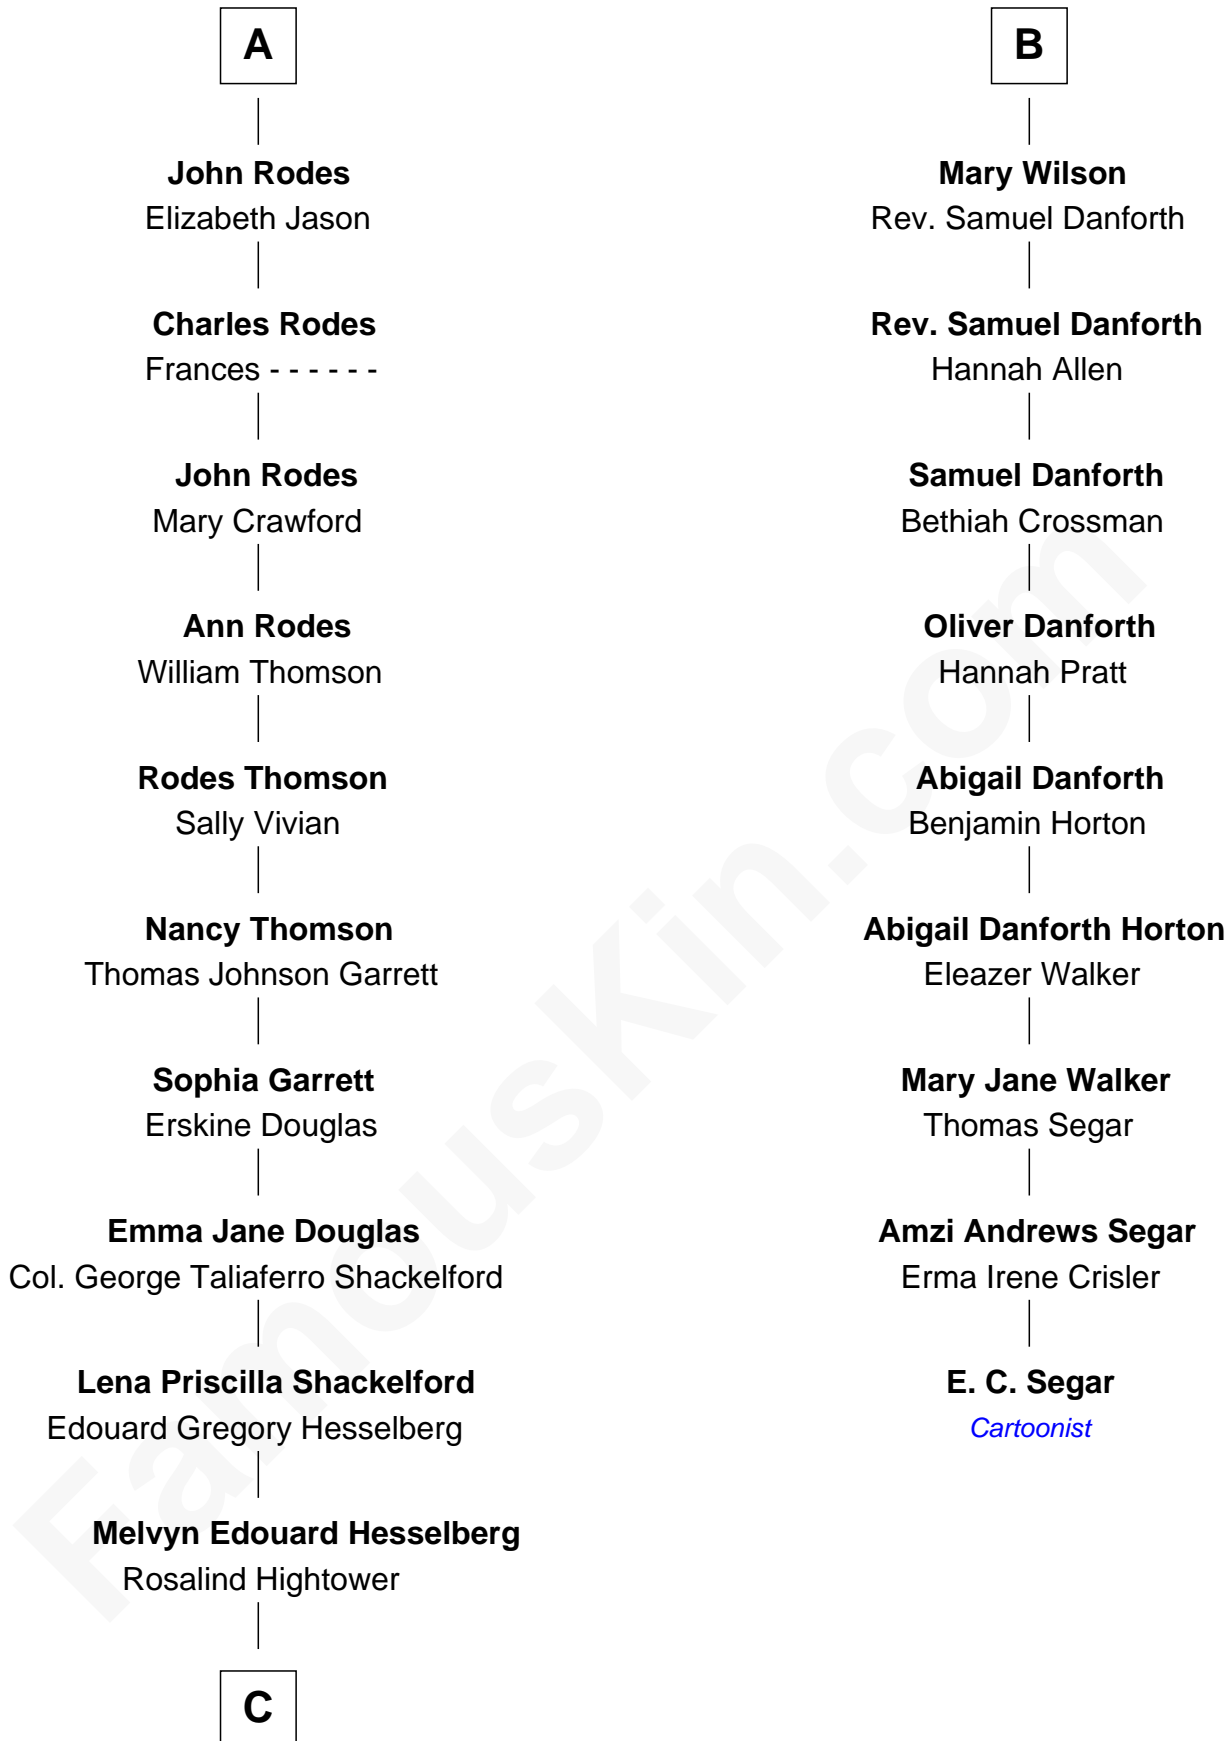 A
John Rodes
Elizabeth Jason
Charles Rodes
Frances - - - - - -
John Rodes
Mary Crawford
Ann Rodes
William Thomson
Rodes Thomson
Sally Vivian
Nancy Thomson
Thomas Johnson Garrett
Sophia Garrett
Erskine Douglas
Emma Jane Douglas
Col. George Taliaferro Shackelford
Lena Priscilla Shackelford
Edouard Gregory Hesselberg
Melvyn Edouard Hesselberg
Rosalind Hightower
C
B
Mary Wilson
Rev. Samuel Danforth
Rev. Samuel Danforth
Hannah Allen
Samuel Danforth
Bethiah Crossman
Oliver Danforth
Hannah Pratt
Abigail Danforth
Benjamin Horton
Abigail Danforth Horton
Eleazer Walker
Mary Jane Walker
Thomas Segar
Amzi Andrews Segar
Erma Irene Crisler
E. C. Segar
Cartoonist
FamousKin.com